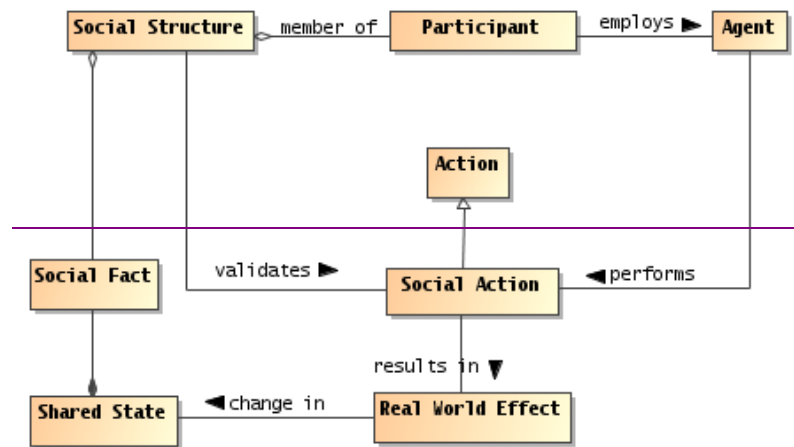 Social Structure
member of
Participant
employs
Agent
Action
Social Fact
validates
Social Action
performs
results in
Shared State
change in
Real World Effect